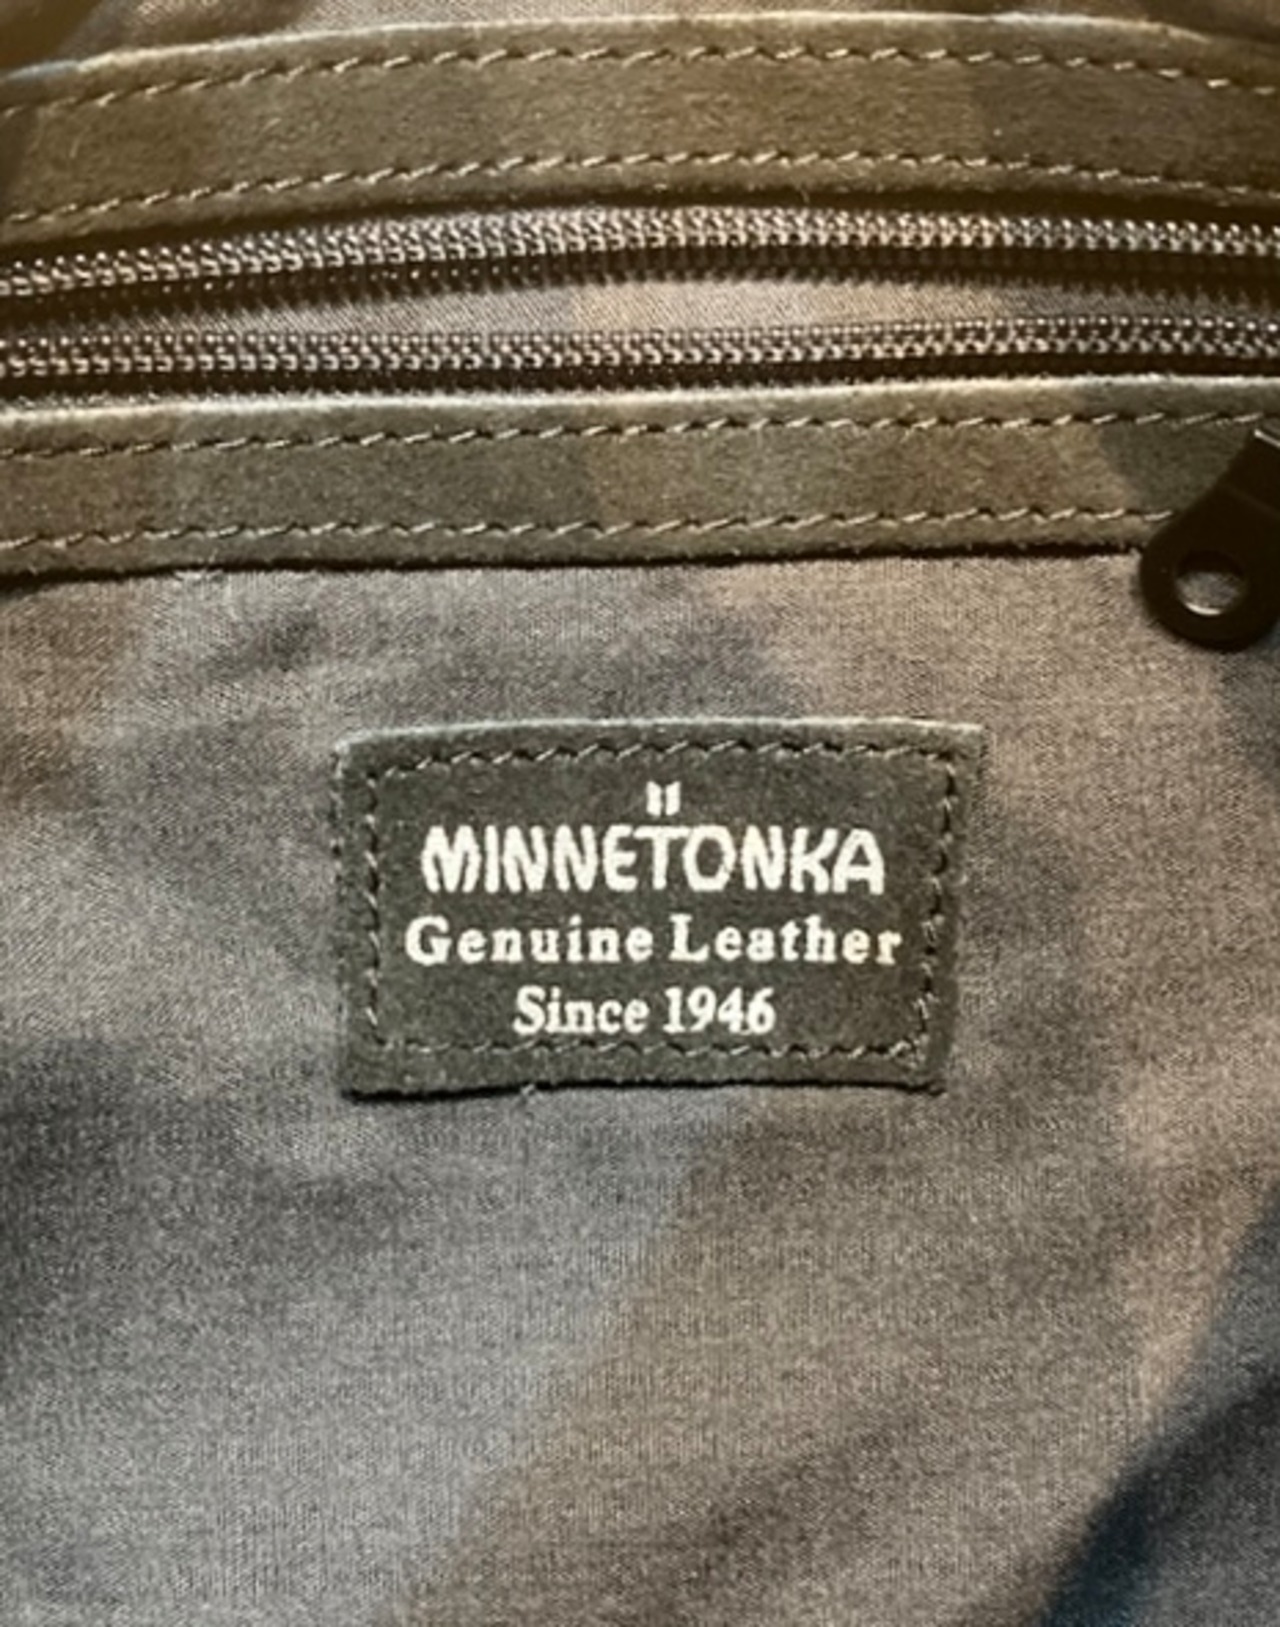 MINNETONKA
Genuine Leather
Since 1946